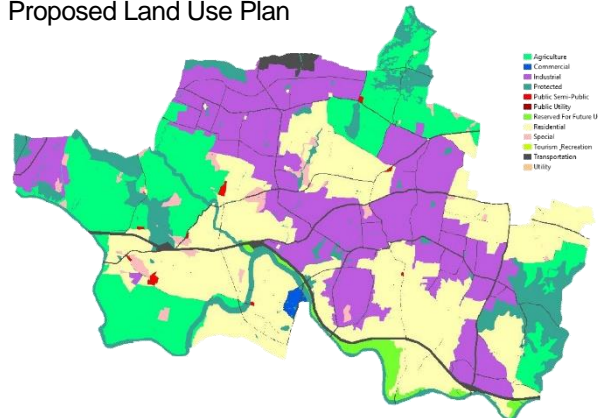 Proposed Land Use Plan
Agriculture
Commercial
Industrial
Protected
Public Semi-Public
Public Utility
Reserved For Future U
Residential
Special
Tourism_Recreation
Transportation
Utility